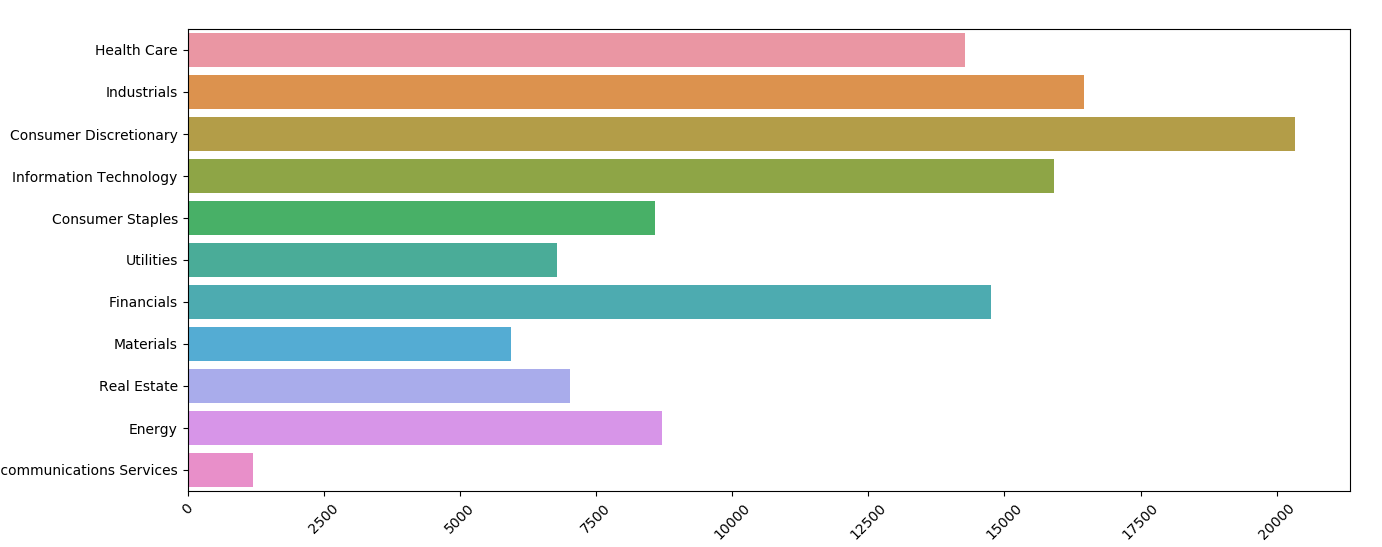 Health Care
Industrials
Consumer Discretionary
Information Technology
Consumer Staples
Utilities
Financials
Materials
Real Estate
Energy
communications Services
0
2500
5000
7500
10000
12500
15000
17500
20000